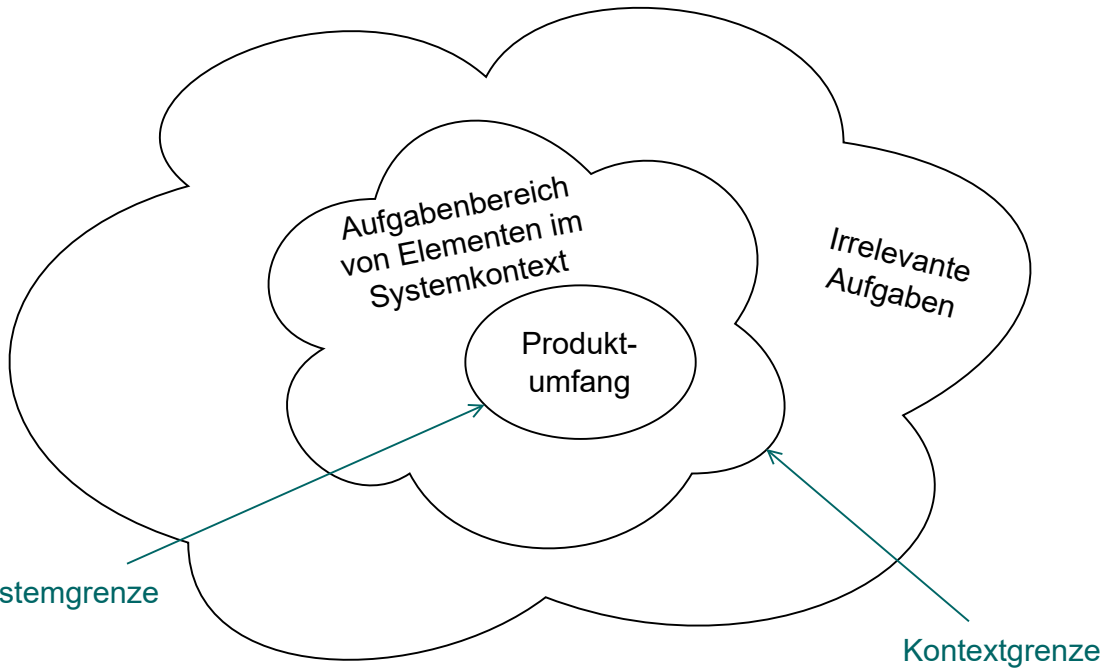 Aufgabenbereich
von Elementen im
Systemkontext
Irrelevante
Aufgaben
Produkt-
umfang
stemgrenze
Kontextgrenze